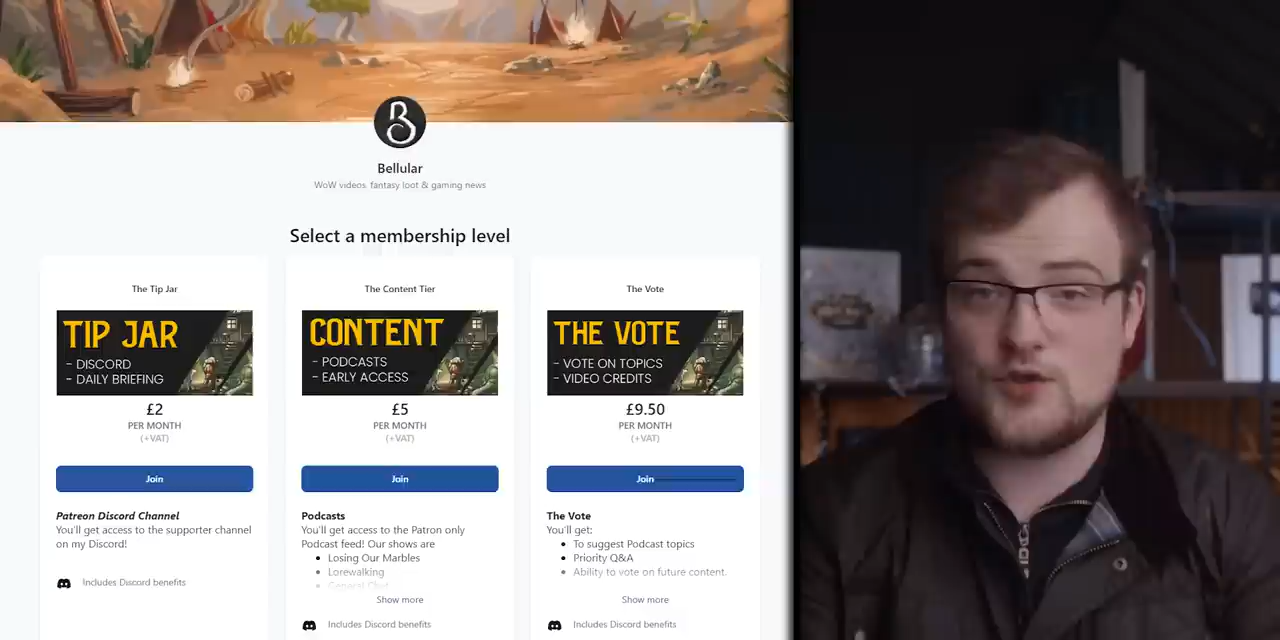 Bellular
WoW videos, fantasy loot & gaming news
Select a membership level
The Tip Jar
TIP JAR
- DISCORD
- DAILY BRIEFING
£2
PER MONTH
(+VAT)
Join
Patreon Discord Channel
You'll get access to the supporter channel
on my Discord!
Includes Discord benefits
The Content Tier
CONTENT
- PODCASTS
- EARLY ACCESS
£5
PER MONTH
(+VAT)
Join
Podcasts
You'll get access to the Patron only
Podcast feed! Our shows are
• Losing Our Marbles
• Lorewalking
• General Chat
Show more
Includes Discord benefits
The Vote
THE VOTE
- VOTE ON TOPICS
- VIDEO CREDITS
£9.50
PER MONTH
(+VAT)
Join
The Vote
You'll get:
• To suggest Podcast topics
• Priority Q&A
• Ability to vote on future content.
Show more
Includes Discord benefits